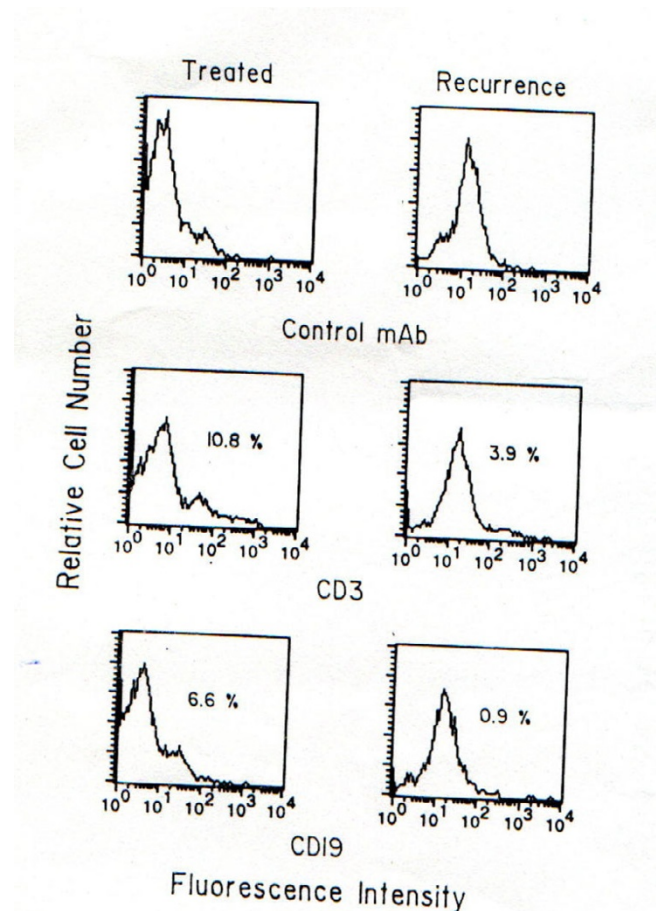 Treated Recurrence
10⁰ 10¹ 10² 10³ 10⁴ 10⁰ 10¹ 10² 10³ 10⁴
Control mAb
Relative Cell Number
10.8 % 3.9 %
10⁰ 10¹ 10² 10³ 10⁴ 10⁰ 10¹ 10² 10³ 10⁴
CD3
6.6 % 0.9 %
10⁰ 10¹ 10² 10³ 10⁴ 10⁰ 10¹ 10² 10³ 10⁴
CD19
Fluorescence Intensity